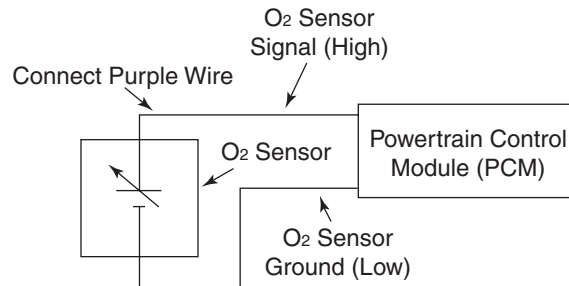 O2 Sensor
Signal (High)
Connect Purple Wire
O2 Sensor
Powertrain Control
Module (PCM)
O2 Sensor
Ground (Low)